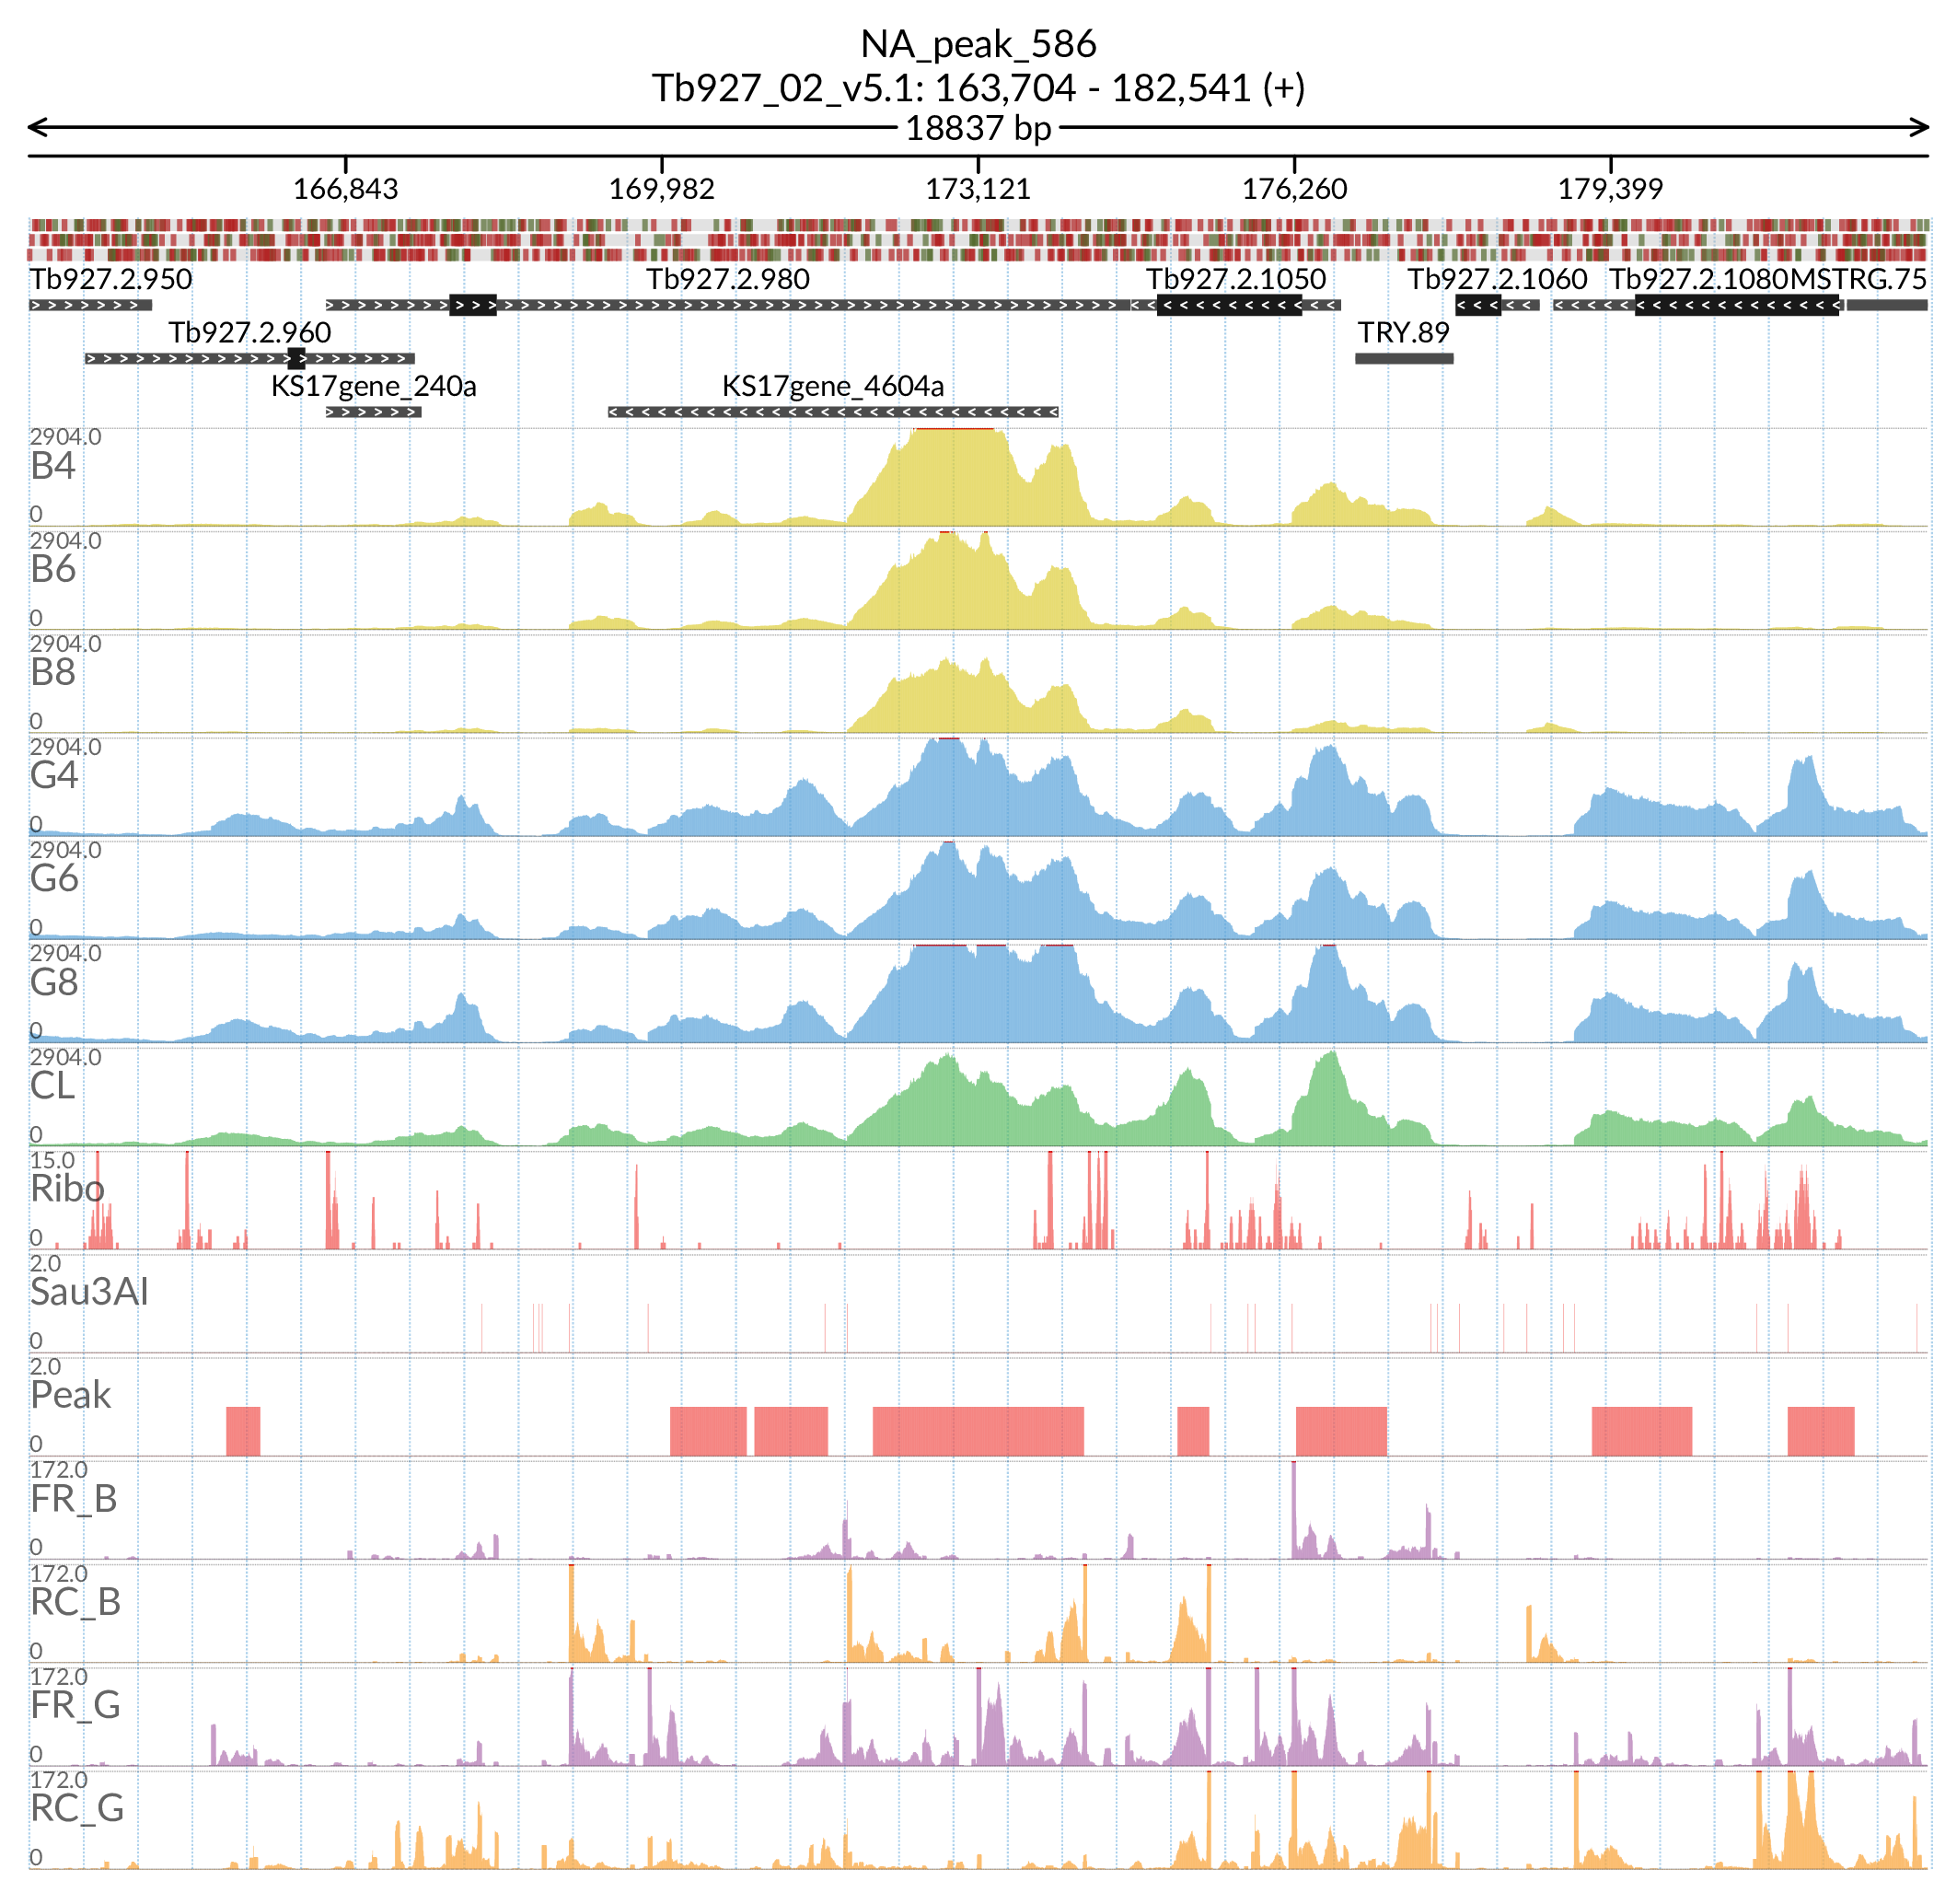 NA_peak_586
Tb927_02_v5.1: 163,704 - 182,541 (+)
18837 bp
166,843 169,982 173,121 176,260 179,399
Tb927.2.950 Tb927.2.980 Tb927.2.1050 Tb927.2.1060 Tb927.2.1080 MSTRG.75
Tb927.2.960 TRY.89
KS17gene_240a KS17gene_4604a
2904.0
B4
0
2904.0
B6
0
2904.0
B8
0
2904.0
G4
0
2904.0
G6
0
2904.0
G8
0
2904.0
CL
0
15.0
Ribo
0
2.0
Sau3AI
0
2.0
Peak
0
172.0
FR_B
0
172.0
RC_B
0
172.0
FR_G
0
172.0
RC_G
0